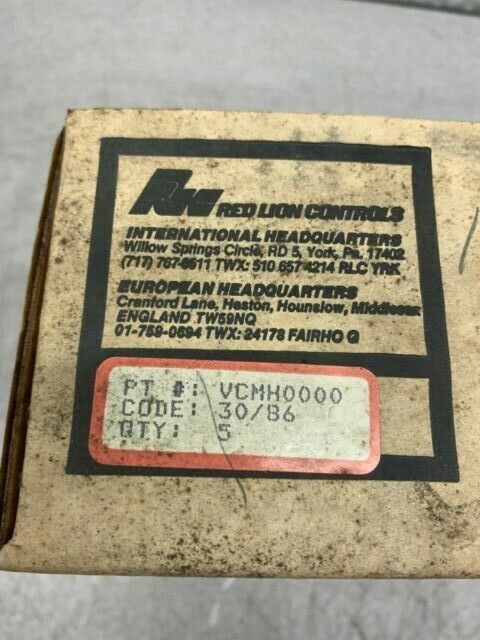 RED LION CONTROLS
INTERNATIONAL HEADQUARTERS
Willow Springs Circle, RD 5, York, Pa. 17402
(717) 767-6511 TWX: 510 657 4214 RLC YRK
EUROPEAN HEADQUARTERS
Cranford Lane, Heston, Hounslow, Middlesex
ENGLAND TW59NQ
01-759-0694 TWX: 24178 FAIRHO G
PT #: VCMH0000
CODE: 30/86
QTY: 5